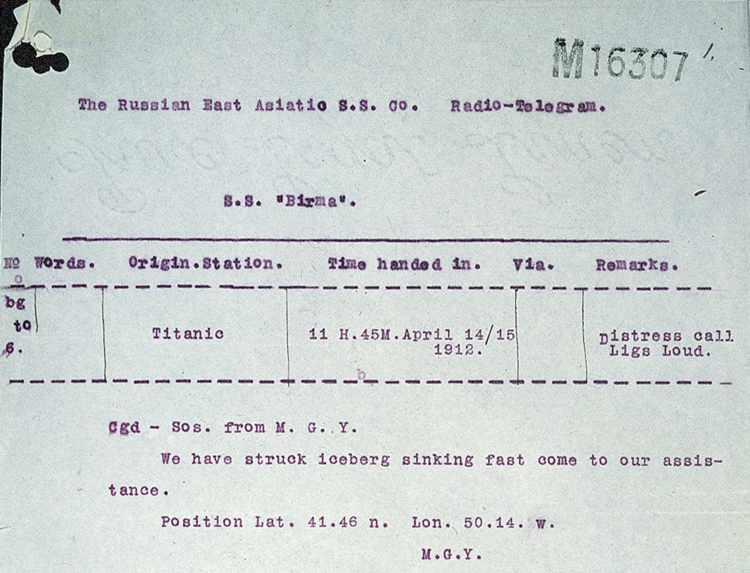 M16307
The Russian East Asiatic S.S. Co. Radio-Telegram.
S.S. "Birma".
No Words. Origin.Station. Time handed in. Via. Remarks.
bg
to Titanic 11 H.45M.April 14/15 Distress call
6. 1912. Ligs Loud.
Cgd - Sos. from M. G. Y.
We have struck iceberg sinking fast come to our assis-
tance.
Position Lat. 41.46 n. Lon. 50.14. w.
M.G.Y.